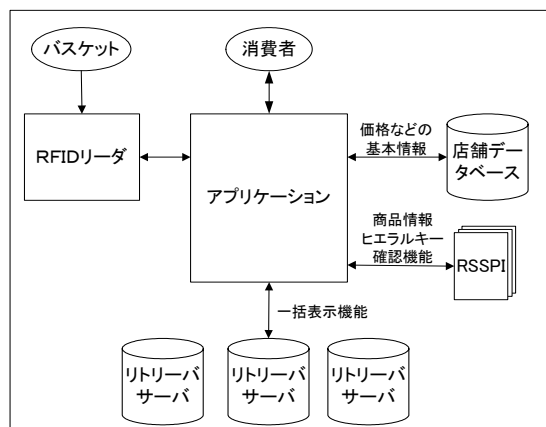 バスケット
消費者
RFIDリーダ
アプリケーション
価格などの
基本情報
店舗デー
タベース
商品情報
ヒエラルキー
確認機能
RSSPI
一括表示機能
リトリーバ
サーバ
リトリーバ
サーバ
リトリーバ
サーバ